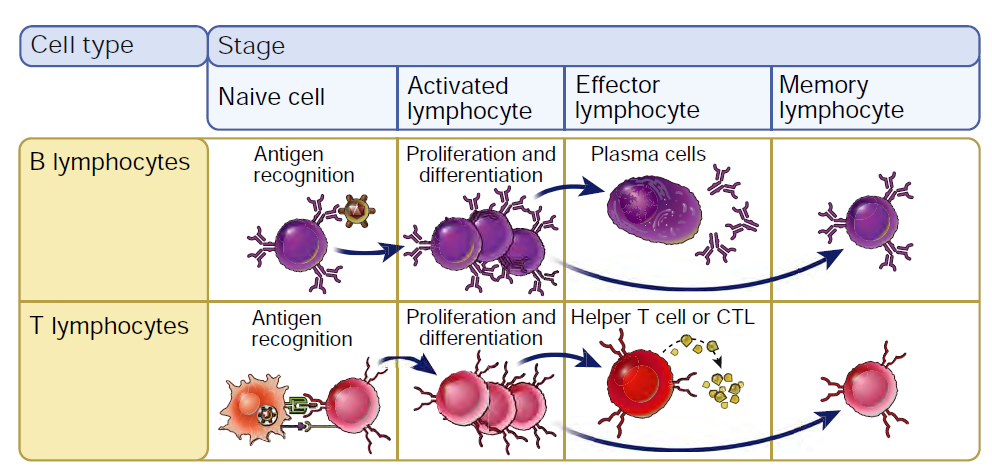 Cell type
Stage
Naive cell
Activated
lymphocyte
Effector
lymphocyte
Memory
lymphocyte
B lymphocytes
Antigen
recognition
Proliferation and
differentiation
Plasma cells
T lymphocytes
Antigen
recognition
Proliferation and
differentiation
Helper T cell or CTL